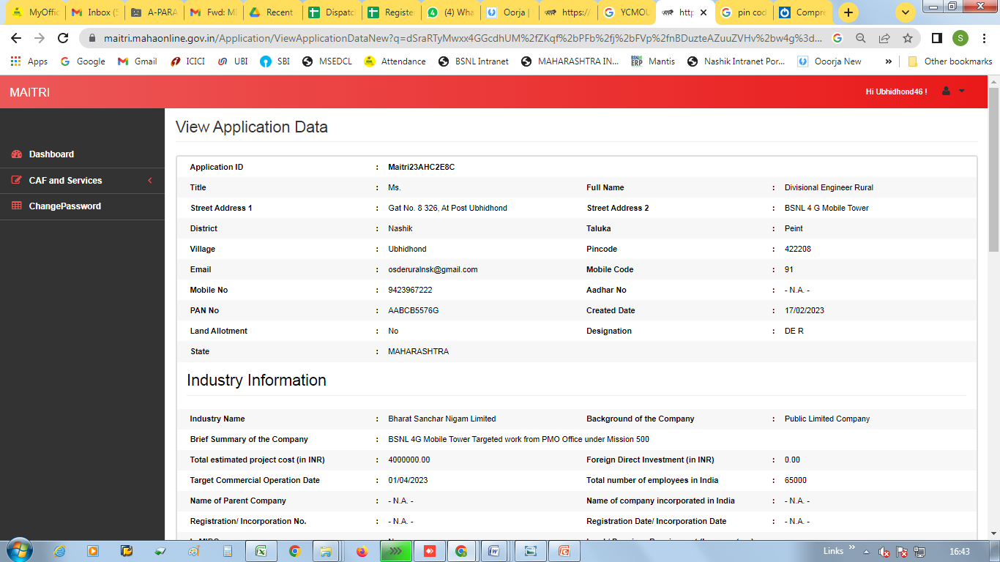 MyOffic
Inbox (5
A-PARA
Fwd: MI
Recent
Dispatc
Registe
(4) Wha
Oorja |
https:/
YCMOU
http
pin cod
Compre
maitri.mahaonline.gov.in/Application/ViewApplicationDataNew?q=dSraRTyMwxx4GGcdhUM%2fZKqf%2bPFb%2fj%2bFVp%2fnBDuzteAZuuZVHv%2bw4g%3d...
S
Apps Google Gmail ICICI UBI SBI MSEDCL Attendance BSNL Intranet MAHARASHTRA IN... Mantis Nashik Intranet Por... Ooorja New » Other bookmarks
MAITRI
Hi Ubhidhond46 !
Dashboard
CAF and Services
ChangePassword
View Application Data
Application ID : Maitri23AHC2E8C
Title : Ms. Full Name : Divisional Engineer Rural
Street Address 1 : Gat No. 8 326, At Post Ubhidhond Street Address 2 : BSNL 4 G Mobile Tower
District : Nashik Taluka : Peint
Village : Ubhidhond Pincode : 422208
Email : osderuralnsk@gmail.com Mobile Code : 91
Mobile No : 9423967222 Aadhar No : - N.A. -
PAN No : AABCB5576G Created Date : 17/02/2023
Land Allotment : No Designation : DE R
State : MAHARASHTRA
Industry Information
Industry Name : Bharat Sanchar Nigam Limited Background of the Company : Public Limited Company
Brief Summary of the Company : BSNL 4G Mobile Tower Targeted work from PMO Office under Mission 500
Total estimated project cost (in INR) : 4000000.00 Foreign Direct Investment (in INR) : 0.00
Target Commercial Operation Date : 01/04/2023 Total number of employees in India : 65000
Name of Parent Company : - N.A. - Name of company incorporated in India : - N.A. -
Registration/ Incorporation No. : - N.A. - Registration Date/ Incorporation Date : - N.A. -
Links »
16:43